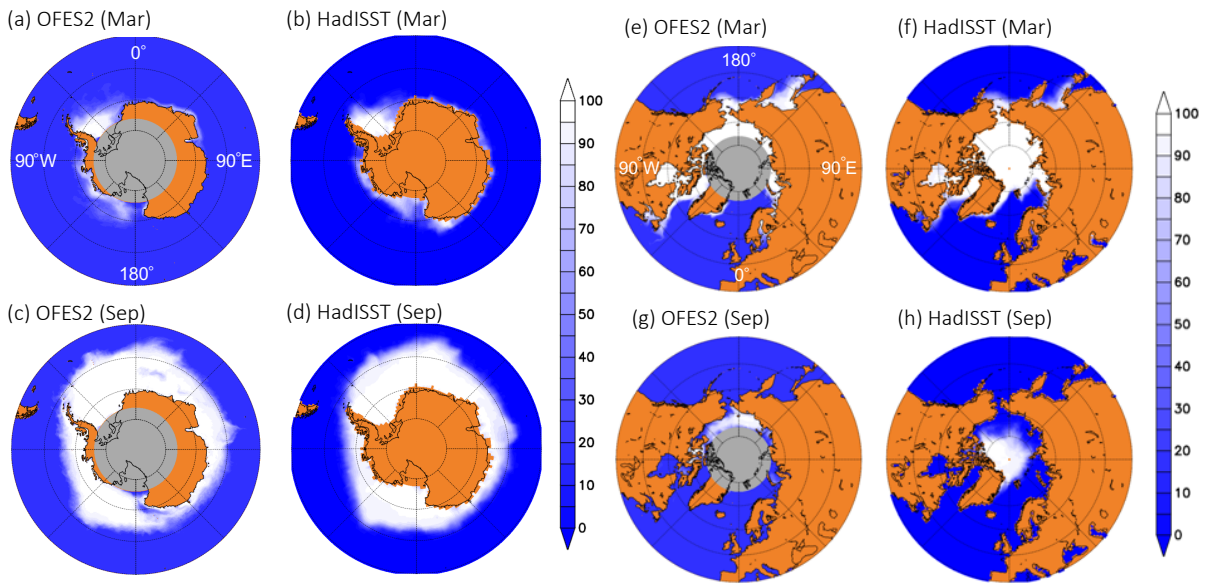 (a) OFES2 (Mar)
(b) HadISST (Mar)
0°
90°W
90°E
180°
(c) OFES2 (Sep)
(d) HadISST (Sep)
100
90
80
70
60
50
40
30
20
10
0
(e) OFES2 (Mar)
(f) HadISST (Mar)
180°
90°W
90°E
0°
(g) OFES2 (Sep)
(h) HadISST (Sep)
100
90
80
70
60
50
40
30
20
10
0